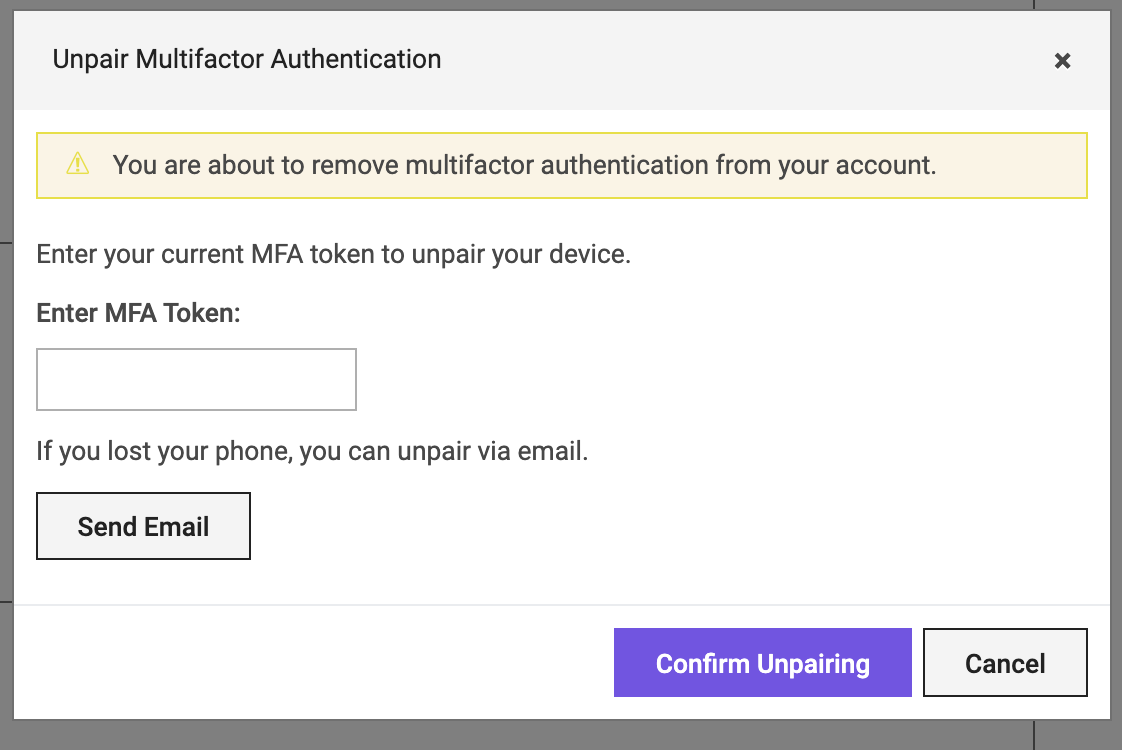 Unpair Multifactor Authentication
You are about to remove multifactor authentication from your account.
Enter your current MFA token to unpair your device.
Enter MFA Token:
If you lost your phone, you can unpair via email.
Send Email
Confirm Unpairing
Cancel